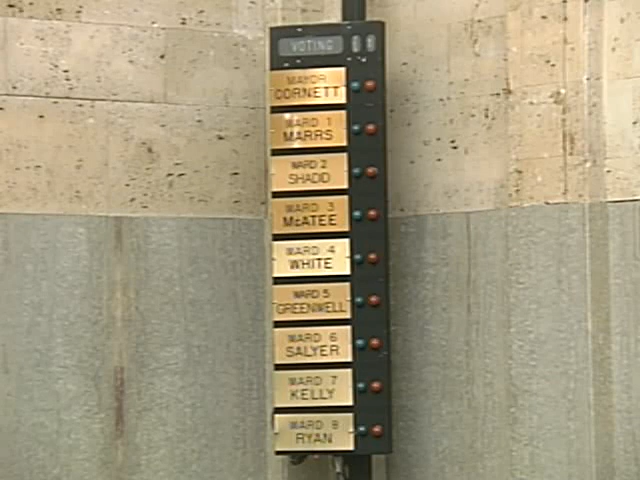 VOTING
MAYOR
CORNETT
WARD 1
MARRS
WARD 2
SHADID
WARD 3
McATEE
WARD 4
WHITE
WARD 5
GREENWELL
WARD 6
SALYER
WARD 7
KELLY
WARD 8
RYAN